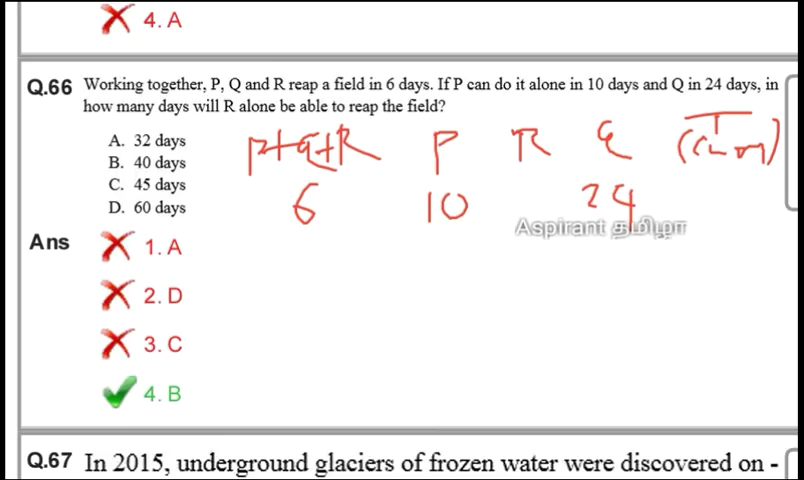 4. A
Q.66 Working together, P, Q and R reap a field in 6 days. If P can do it alone in 10 days and Q in 24 days, in
how many days will R alone be able to reap the field?
A. 32 days
B. 40 days
C. 45 days
D. 60 days
P+Q+R P R Q
6 10 24
Aspirant தமிழா
Ans 1. A
2. D
3. C
4. B
Q.67 In 2015, underground glaciers of frozen water were discovered on -